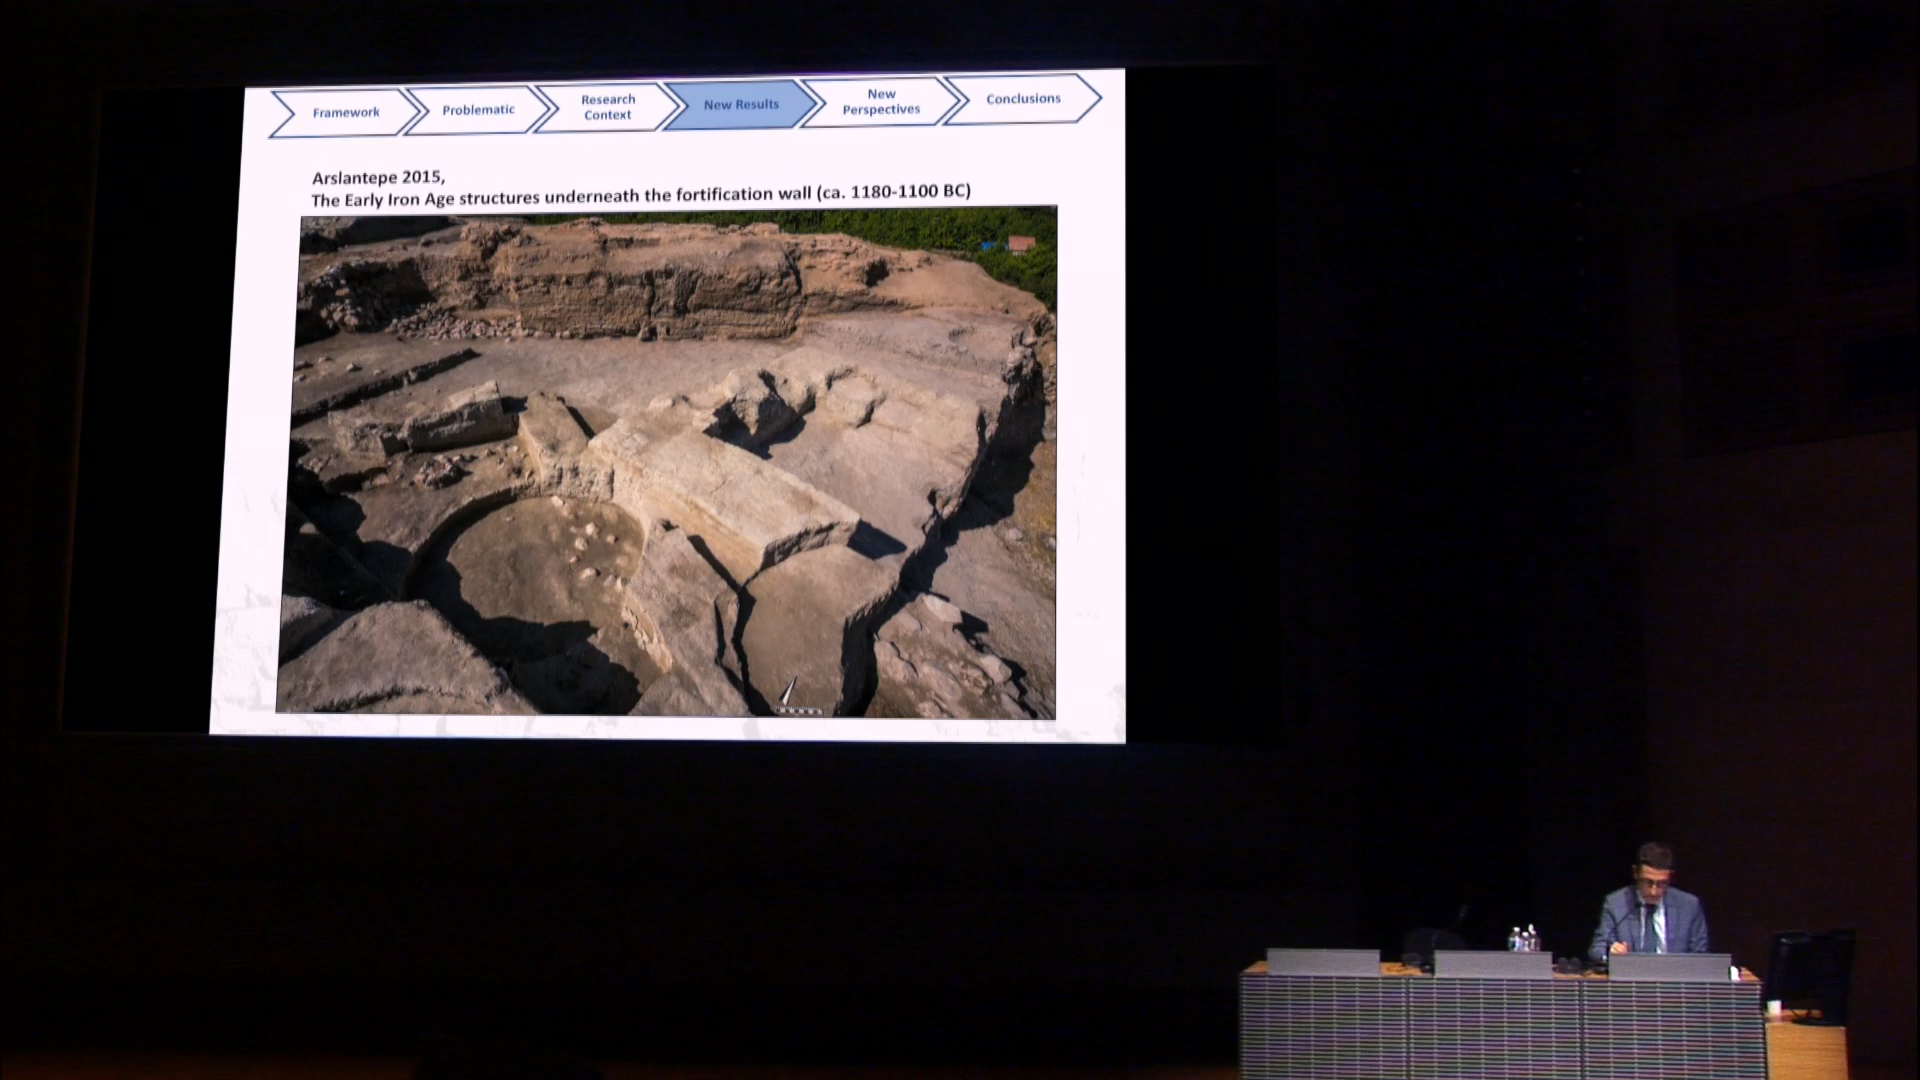 Framework
Problematic
Research
Context
New Results
New
Perspectives
Conclusions
Arslantepe 2015,
The Early Iron Age structures underneath the fortification wall (ca. 1180-1100 BC)